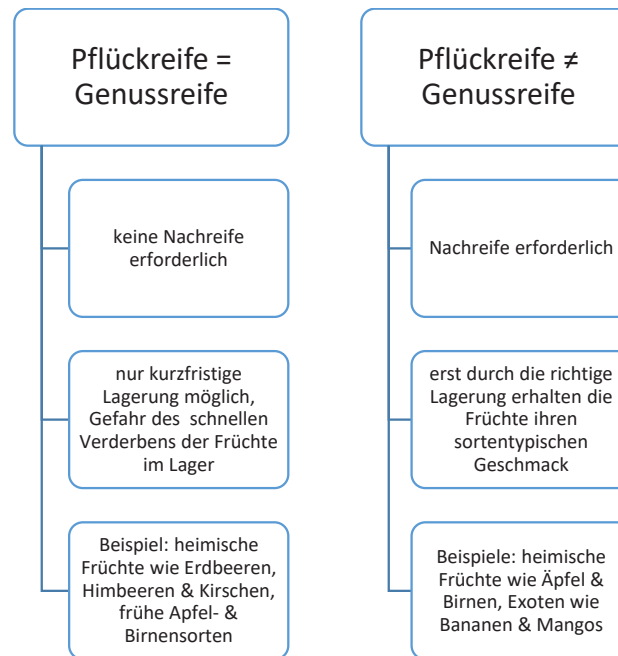 Pflückreife =
Genussreife
keine Nachreife
erforderlich
nur kurzfristige
Lagerung möglich,
Gefahr des schnellen
Verderbens der Früchte
im Lager
Beispiel: heimische
Früchte wie Erdbeeren,
Himbeeren & Kirschen,
frühe Apfel- &
Birnensorten
Pflückreife ≠
Genussreife
Nachreife erforderlich
erst durch die richtige
Lagerung erhalten die
Früchte ihren
sortentypischen
Geschmack
Beispiele: heimische
Früchte wie Äpfel &
Birnen, Exoten wie
Bananen & Mangos